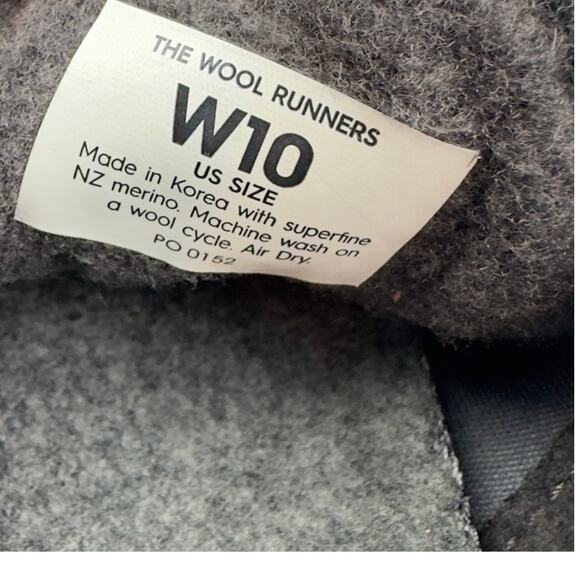 THE WOOL RUNNERS
W10
US SIZE
Made in Korea with superfine
NZ merino. Machine wash on
a wool cycle. Air Dry.
PO 0152